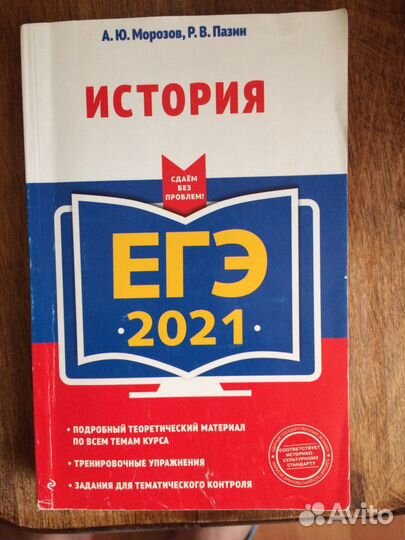 А. Ю. Морозов, Р. В. Пазин
ИСТОРИЯ
СДАЁМ
БЕЗ
ПРОБЛЕМ!
ЕГЭ
·2021·
• ПОДРОБНЫЙ ТЕОРЕТИЧЕСКИЙ МАТЕРИАЛ
ПО ВСЕМ ТЕМАМ КУРСА
• ТРЕНИРОВОЧНЫЕ УПРАЖНЕНИЯ
• ЗАДАНИЯ ДЛЯ ТЕМАТИЧЕСКОГО КОНТРОЛЯ
СООТВЕТСТВУЕТ
ИСТОРИКО-
КУЛЬТУРНОМУ
СТАНДАРТУ
Avito